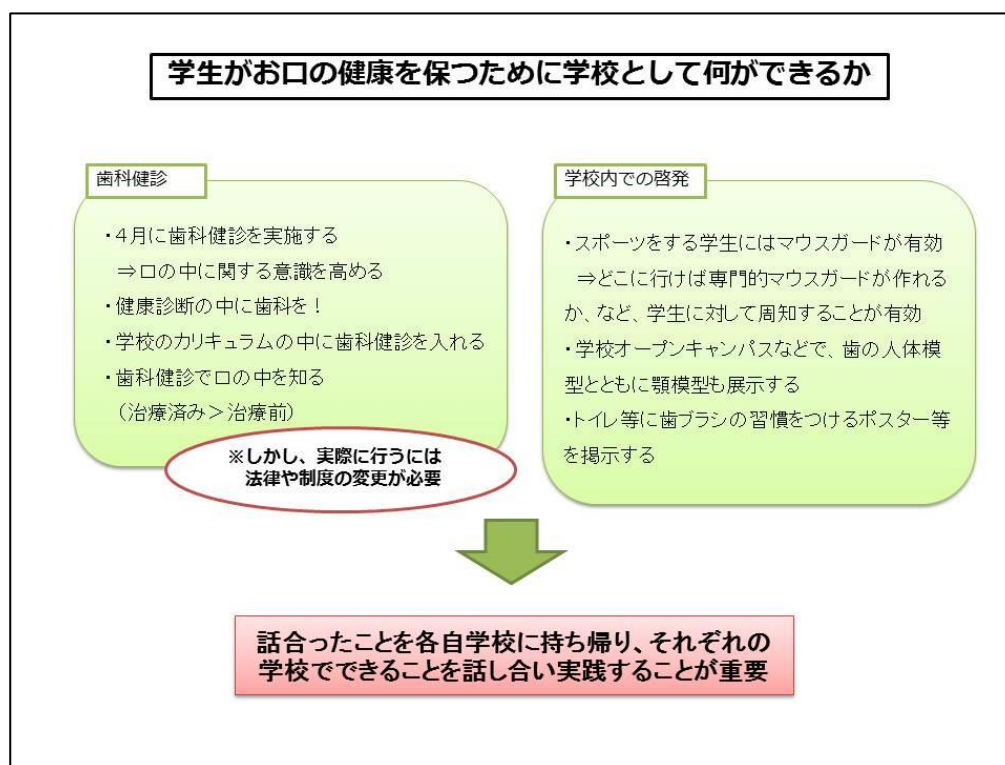 学生がお口の健康を保つために学校として何ができるか
歯科健診
・４月に歯科健診を実施する
⇒口の中に関する意識を高める
・健康診断の中に歯科を！
・学校のカリキュラムの中に歯科健診を入れる
・歯科健診で口の中を知る
（治療済み＞治療前）
※しかし、実際に行うには
法律や制度の変更が必要
学校内での啓発
・スポーツをする学生にはマウスガードが有効
⇒どこに行けば専門的マウスガードが作れる
か、など、学生に対して周知することが有効
・学校オープンキャンパスなどで、歯の人体模
型とともに顎模型も展示する
・トイレ等に歯ブラシの習慣をつけるポスター等
を掲示する
話合ったことを各自学校に持ち帰り、それぞれの
学校でできることを話し合い実践することが重要